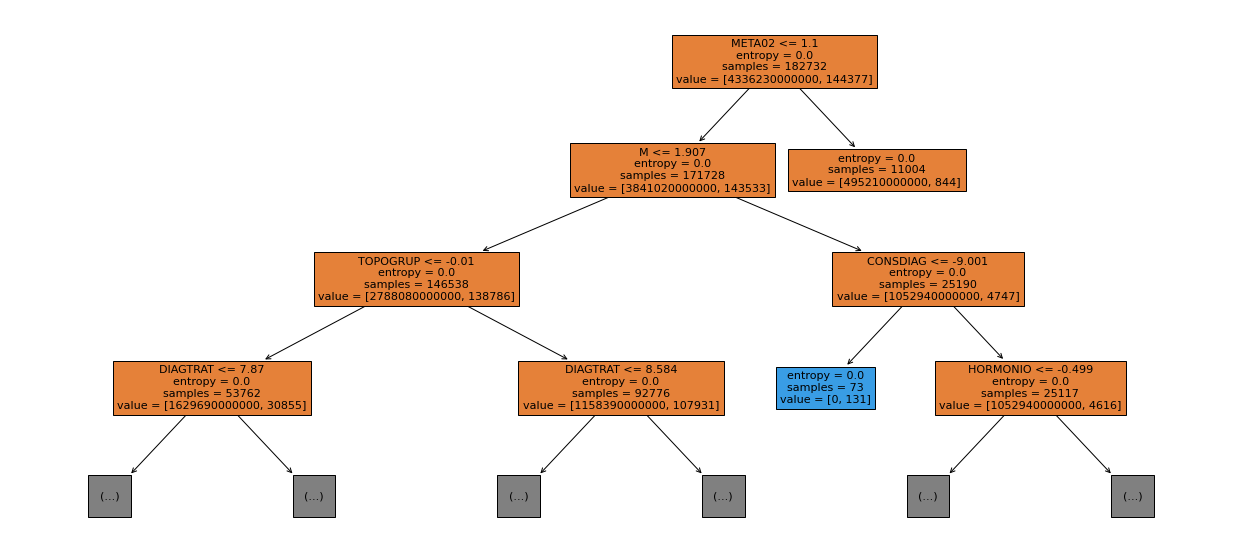 META02 <= 1.1
entropy = 0.0
samples = 182732
value = [4336230000000, 144377]
M <= 1.907
entropy = 0.0
samples = 171728
value = [3841020000000, 143533]
entropy = 0.0
samples = 11004
value = [495210000000, 844]
TOPOGRUP <= -0.01
entropy = 0.0
samples = 146538
value = [2788080000000, 138786]
CONSDIAG <= -9.001
entropy = 0.0
samples = 25190
value = [1052940000000, 4747]
DIAGTRAT <= 7.87
entropy = 0.0
samples = 53762
value = [1629690000000, 30855]
DIAGTRAT <= 8.584
entropy = 0.0
samples = 92776
value = [1158390000000, 107931]
entropy = 0.0
samples = 73
value = [0, 131]
HORMONIO <= -0.499
entropy = 0.0
samples = 25117
value = [1052940000000, 4616]
(...)
(...)
(...)
(...)
(...)
(...)